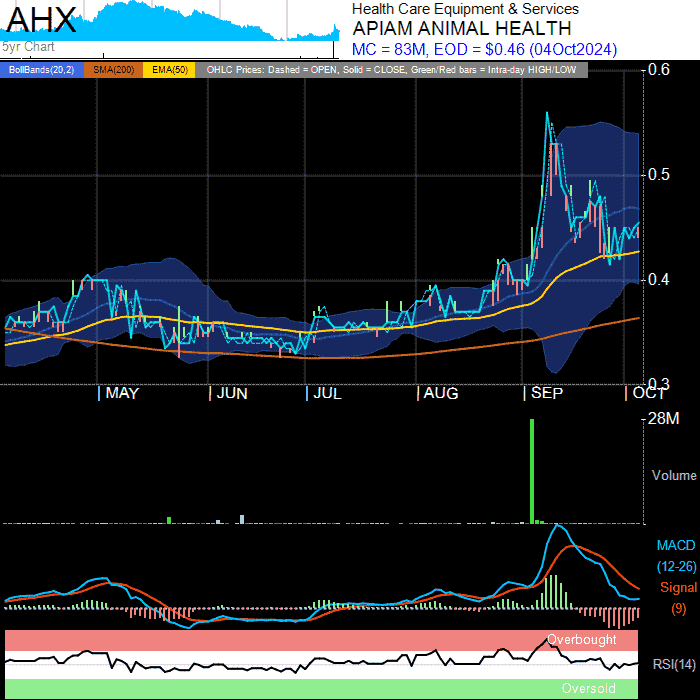 AHX
5yr Chart
Health Care Equipment & Services
APIAM ANIMAL HEALTH
MC = 83M, EOD = $0.46 (04Oct2024)
BollBands(20,2) SMA(200) EMA(50) OHLC Prices: Dashed = OPEN, Solid = CLOSE, Green/Red bars = Intra-day HIGH/LOW
0.6
0.5
0.4
0.3
MAY JUN JUL AUG SEP OCT
28M
Volume
MACD
(12-26)
Signal
(9)
Overbought
RSI(14)
Oversold